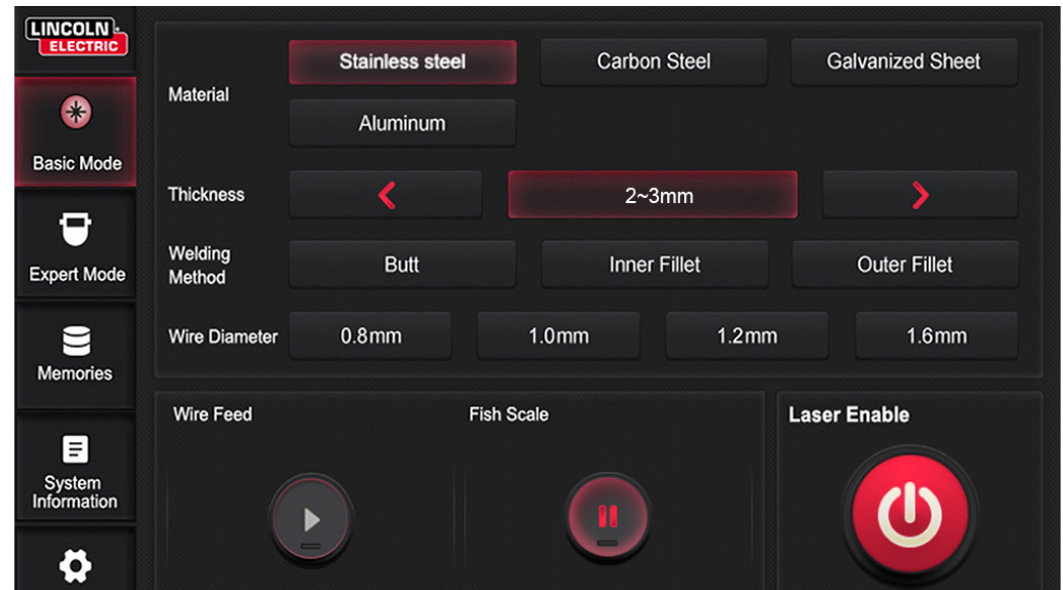 LINCOLN
ELECTRIC
Basic Mode
Expert Mode
Memories
System
Information
Material
Stainless steel
Carbon Steel
Galvanized Sheet
Aluminum
Thickness
2~3mm
Welding
Method
Butt
Inner Fillet
Outer Fillet
Wire Diameter
0.8mm
1.0mm
1.2mm
1.6mm
Wire Feed
Fish Scale
Laser Enable